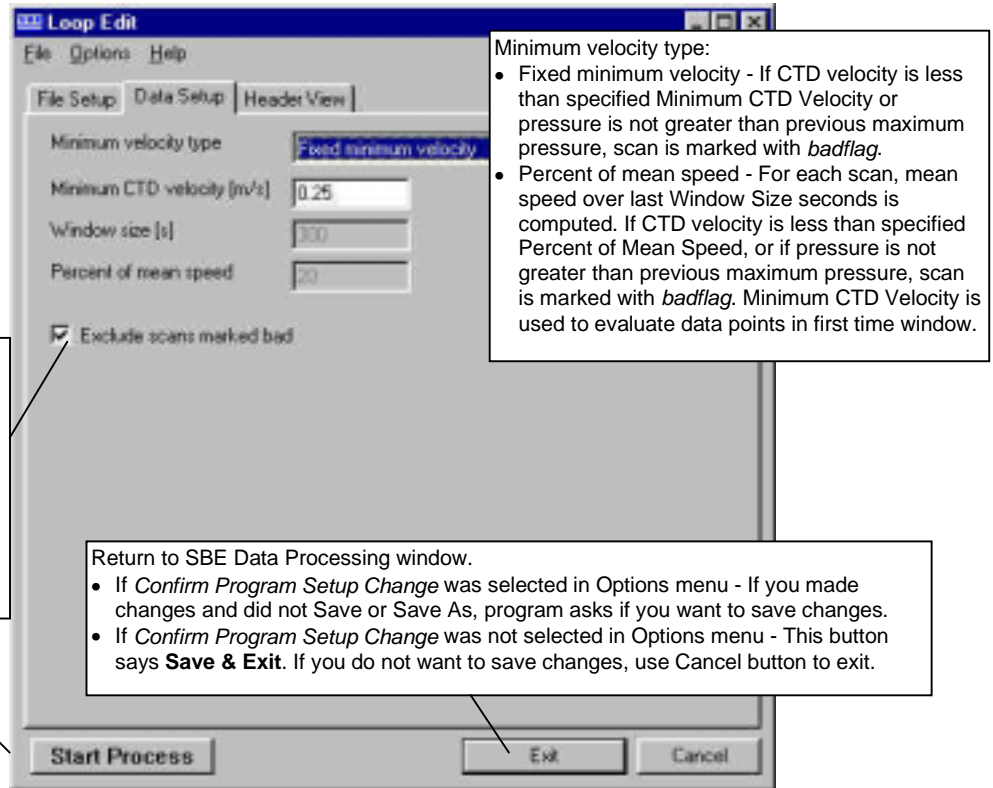 Loop Edit
File Options Help
File Setup Data Setup Header View
Minimum velocity type Fixed minimum velocity
Minimum CTD velocity [m/s] 0.25
Window size [s] 300
Percent of mean speed 20
Exclude scans marked bad
Minimum velocity type:
• Fixed minimum velocity - If CTD velocity is less
than specified Minimum CTD Velocity or
pressure is not greater than previous maximum
pressure, scan is marked with badflag.
• Percent of mean speed - For each scan, mean
speed over last Window Size seconds is
computed. If CTD velocity is less than specified
Percent of Mean Speed, or if pressure is not
greater than previous maximum pressure, scan
is marked with badflag. Minimum CTD Velocity is
used to evaluate data points in first time window.
Return to SBE Data Processing window.
• If Confirm Program Setup Change was selected in Options menu - If you made
changes and did not Save or Save As, program asks if you want to save changes.
• If Confirm Program Setup Change was not selected in Options menu - This button
says Save & Exit. If you do not want to save changes, use Cancel button to exit.
Start Process Exit Cancel